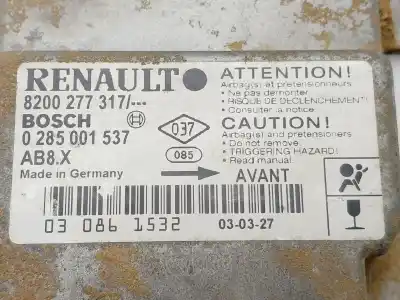 RENAULT
8200 277 317/---
BOSCH
0 285 001 537
AB8.X
Made in Germany
037
085
ATTENTION!
Airbag(s) et pretensionneurs
• Ne pas demonter
• RISQUE DE DECLENCHEMENT!
• Consulter la notice
CAUTION!
Airbag(s) and pretensioners
• Do not remove
• TRIGGERING HAZARD!
• Read manual
AVANT
03 086 1532
03-03-27